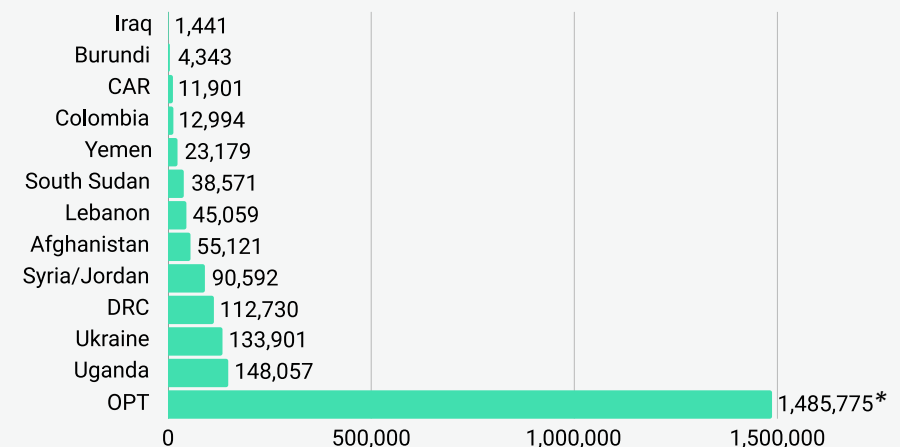 Iraq 1,441
Burundi 4,343
CAR 11,901
Colombia 12,994
Yemen 23,179
South Sudan 38,571
Lebanon 45,059
Afghanistan 55,121
Syria/Jordan 90,592
DRC 112,730
Ukraine 133,901
Uganda 148,057
OPT 1,485,775*
0 500,000 1,000,000 1,500,000